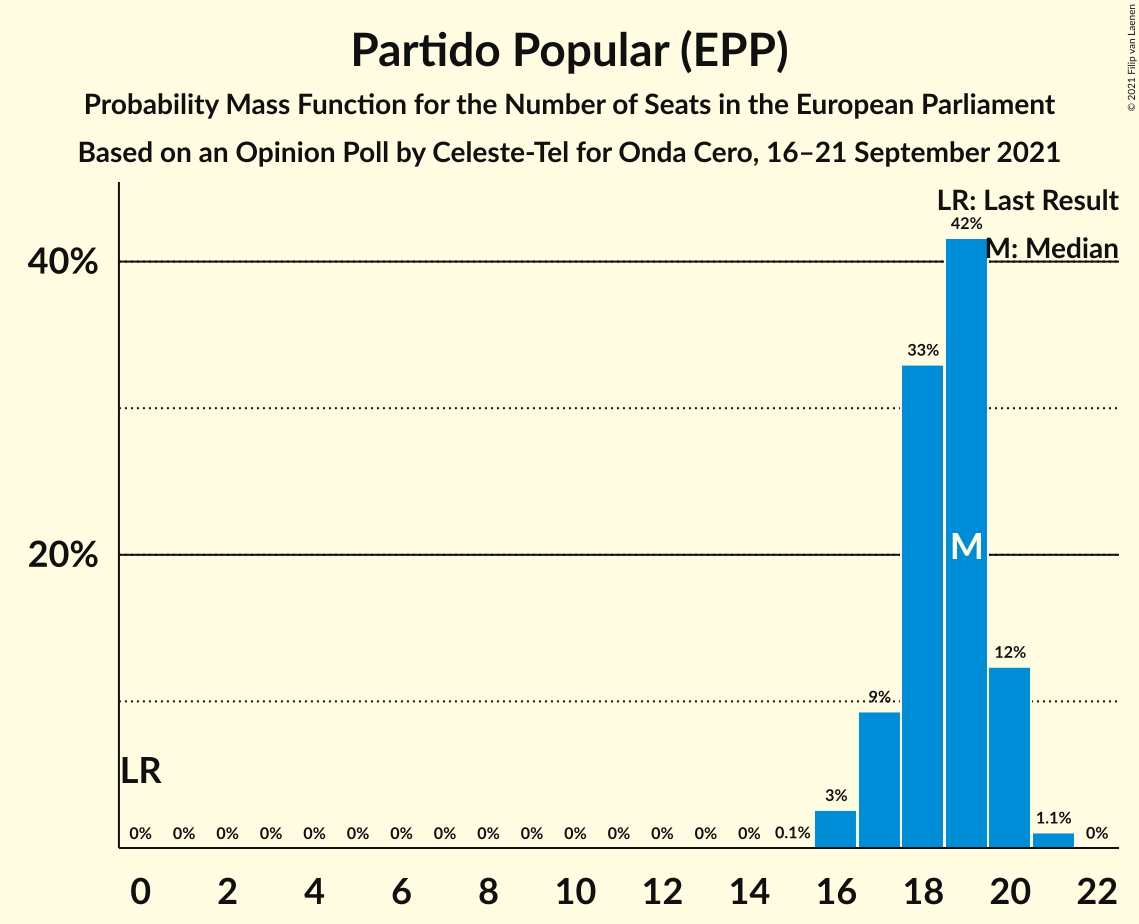 Partido Popular (EPP)
Probability Mass Function for the Number of Seats in the European Parliament
Based on an Opinion Poll by Celeste-Tel for Onda Cero, 16–21 September 2021
© 2021 Filip van Laenen
LR: Last Result
42%
M: Median
40%
33%
20%
M
12%
9%
LR
3%
1.1%
0% 0% 0% 0% 0% 0% 0% 0% 0% 0% 0% 0% 0% 0% 0% 0.1% 0%
0 2 4 6 8 10 12 14 16 18 20 22